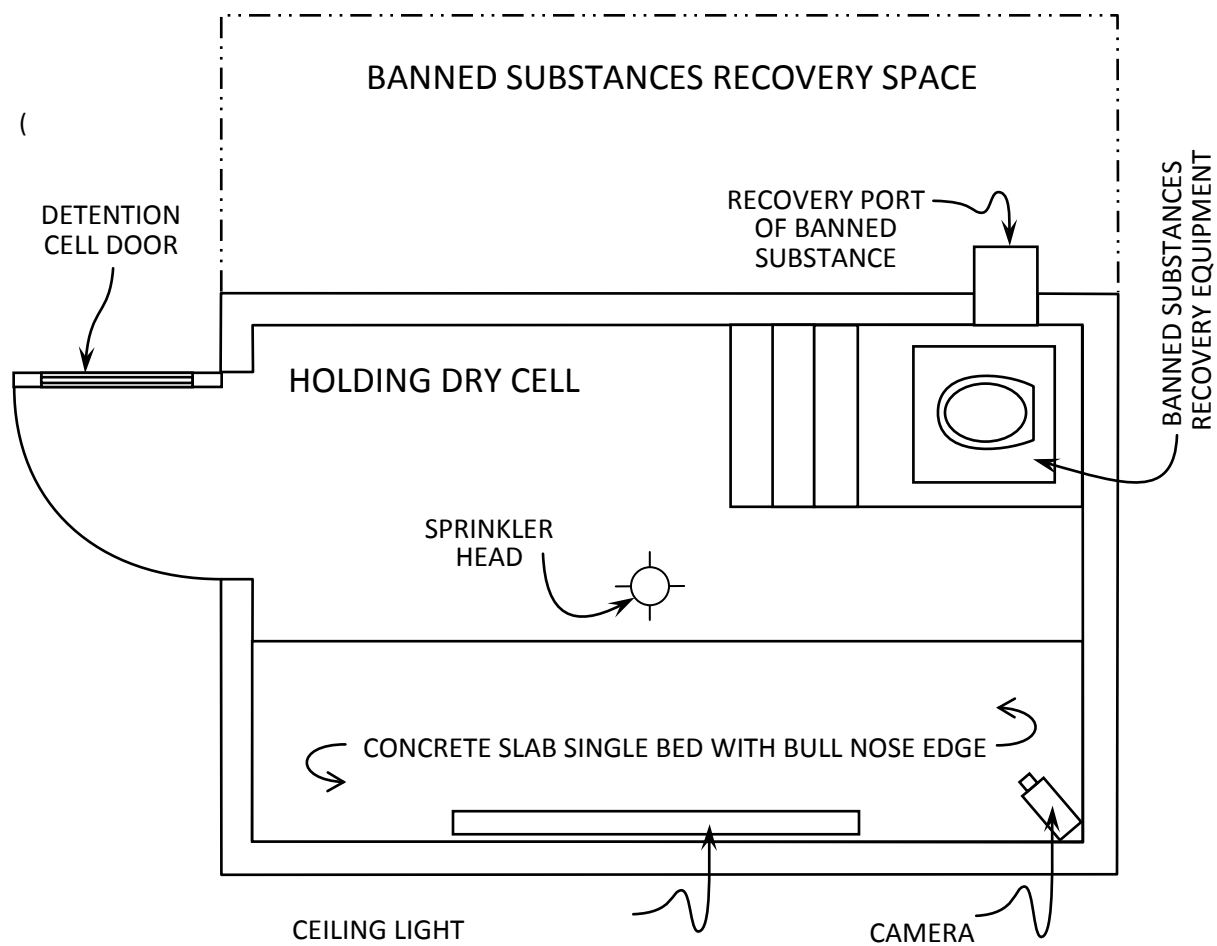 BANNED SUBSTANCES RECOVERY SPACE
(
DETENTION
CELL DOOR
RECOVERY PORT
OF BANNED
SUBSTANCE
BANNED SUBSTANCES
RECOVERY EQUIPMENT
HOLDING DRY CELL
SPRINKLER
HEAD
CONCRETE SLAB SINGLE BED WITH BULL NOSE EDGE
CEILING LIGHT
CAMERA